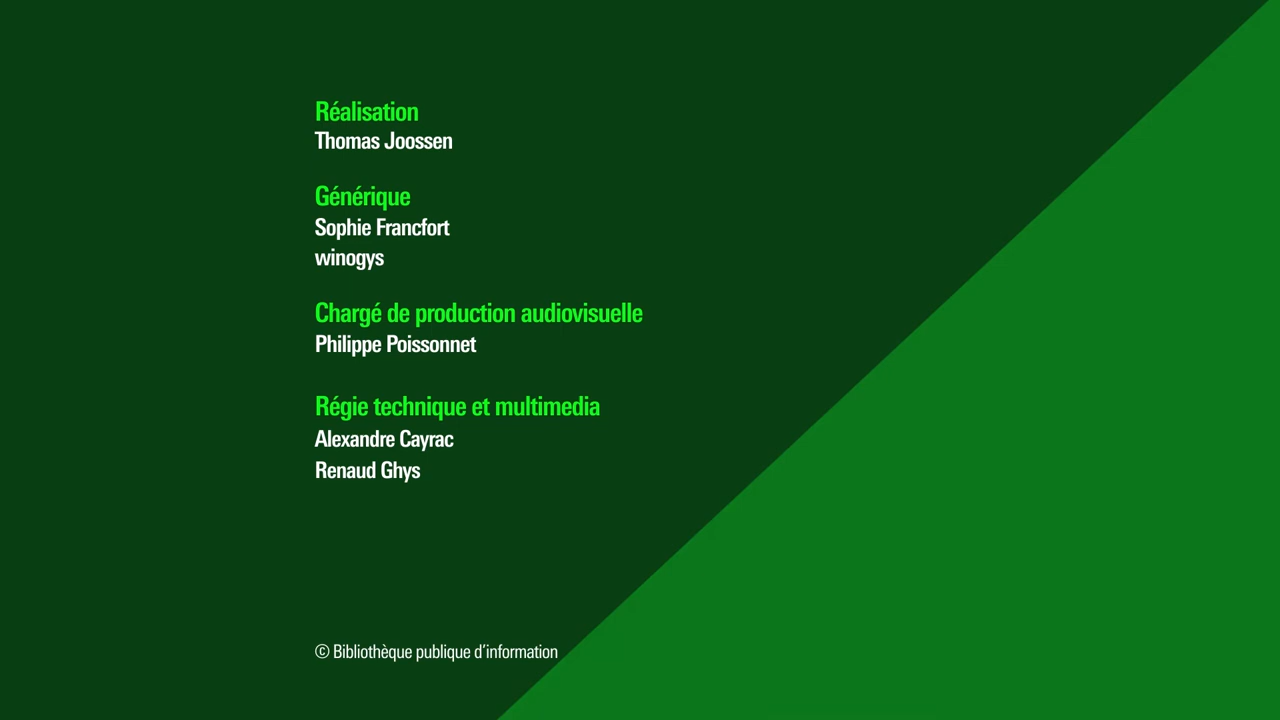 Réalisation
Thomas Joossen
Générique
Sophie Francfort
winogys
Chargé de production audiovisuelle
Philippe Poissonnet
Régie technique et multimedia
Alexandre Cayrac
Renaud Ghys
© Bibliothèque publique d’information